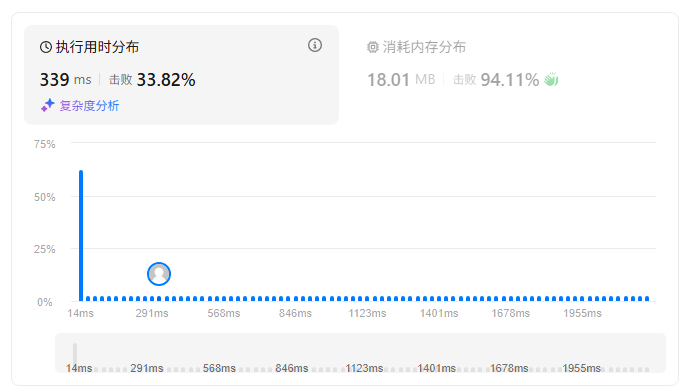 执行用时分布
339 ms 击败 33.82%
复杂度分析
消耗内存分布
18.01 MB 击败 94.11%
75%
50%
25%
0%
14ms 291ms 568ms 846ms 1123ms 1401ms 1678ms 1955ms
14ms 291ms 568ms 846ms 1123ms 1401ms 1678ms 1955ms